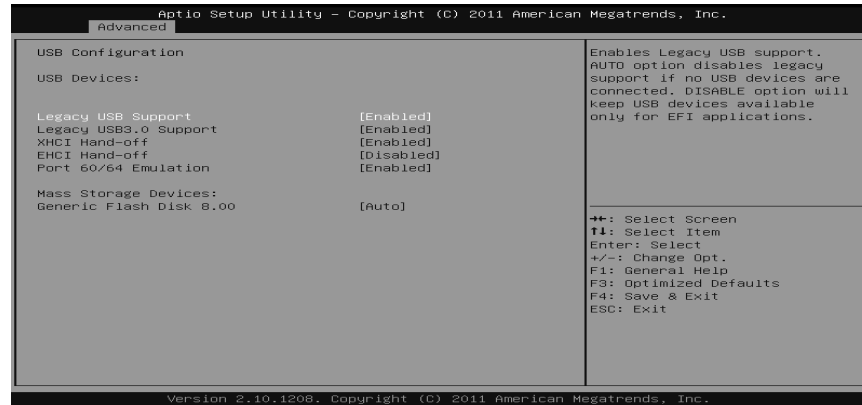 Aptio Setup Utility – Copyright (C) 2011 American Megatrends, Inc.
Advanced
USB Configuration
USB Devices:
Legacy USB Support [Enabled]
Legacy USB3.0 Support [Enabled]
XHCI Hand-off [Enabled]
EHCI Hand-off [Disabled]
Port 60/64 Emulation [Enabled]
Mass Storage Devices:
Generic Flash Disk 8.00 [Auto]
Enables Legacy USB support.
AUTO option disables legacy
support if no USB devices are
connected. DISABLE option will
keep USB devices available
only for EFI applications.
→←: Select Screen
↑↓: Select Item
Enter: Select
+/-: Change Opt.
F1: General Help
F3: Optimized Defaults
F4: Save & Exit
ESC: Exit
Version 2.10.1208. Copyright (C) 2011 American Megatrends, Inc.